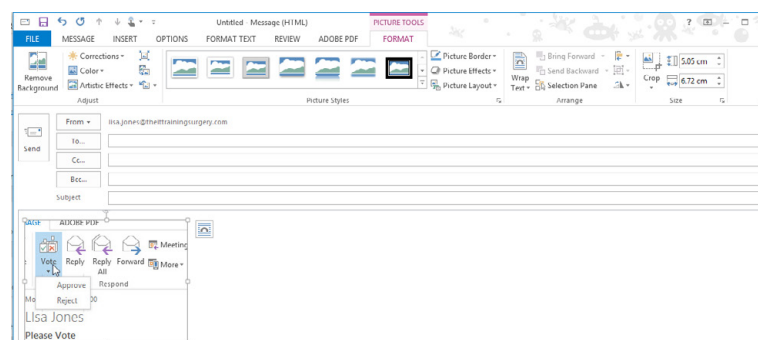 Untitled - Message (HTML)
PICTURE TOOLS
FILE
MESSAGE
INSERT
OPTIONS
FORMAT TEXT
REVIEW
ADOBE PDF
FORMAT
Remove
Background
Corrections
Color
Artistic Effects
Adjust
Picture Styles
Picture Border
Picture Effects
Picture Layout
Wrap
Text
Bring Forward
Send Backward
Selection Pane
Arrange
Crop
5.05 cm
6.72 cm
Size
Send
From
lisa.jones@theittrainingsurgery.com
To...
Cc...
Bcc...
Subject
ADOBE PDF
Vote
Reply
Reply
All
Forward
Meeting
More
Respond
Approve
Reject
Lisa Jones
Please Vote